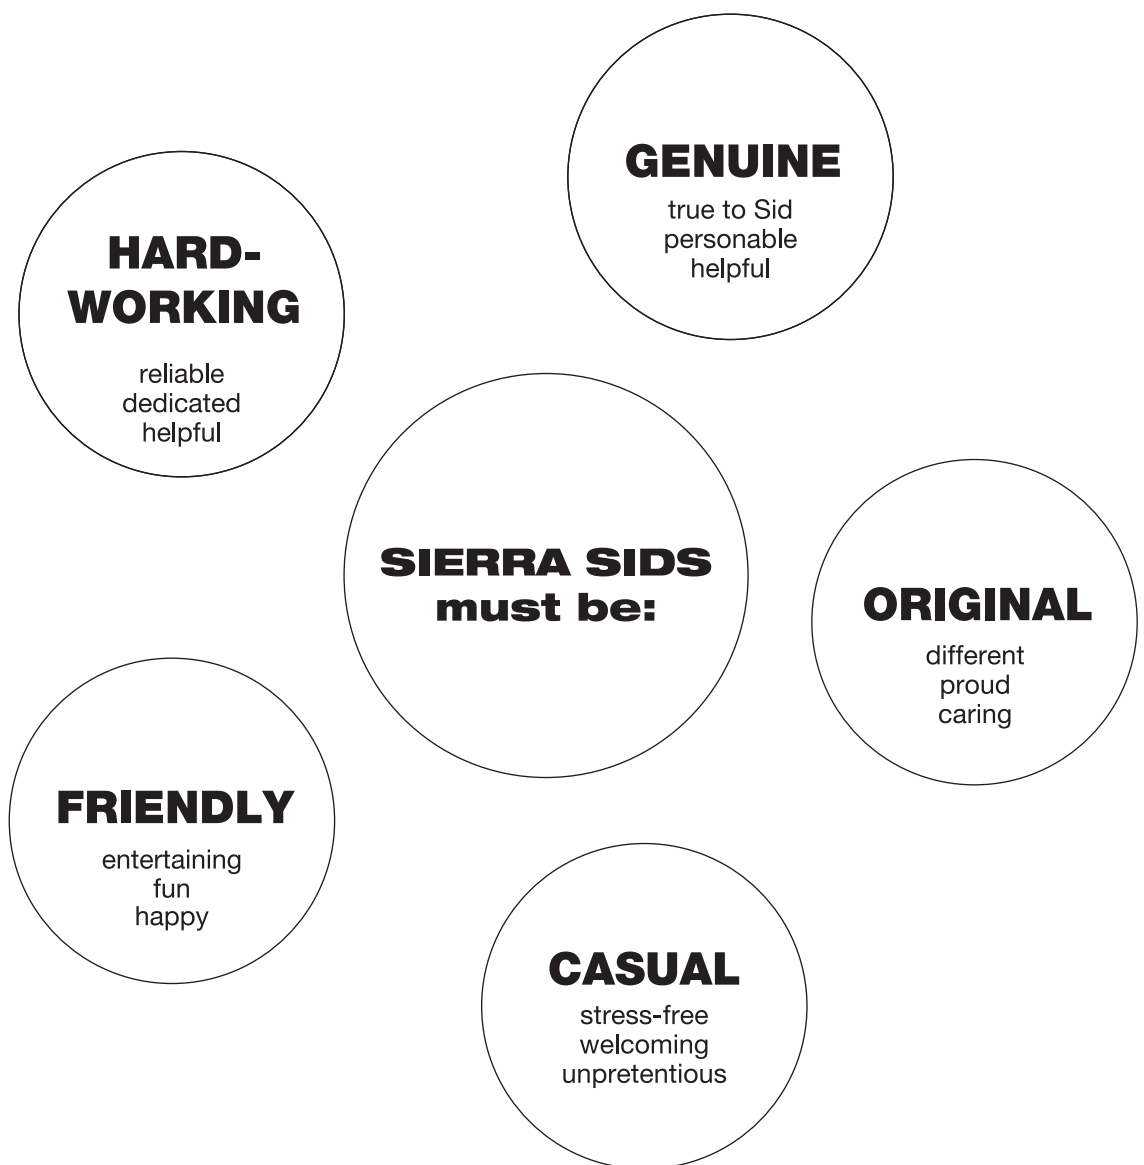 GENUINE
true to Sid
personable
helpful
HARD-
WORKING
reliable
dedicated
helpful
SIERRA SIDS
must be:
ORIGINAL
different
proud
caring
FRIENDLY
entertaining
fun
happy
CASUAL
stress-free
welcoming
unpretentious